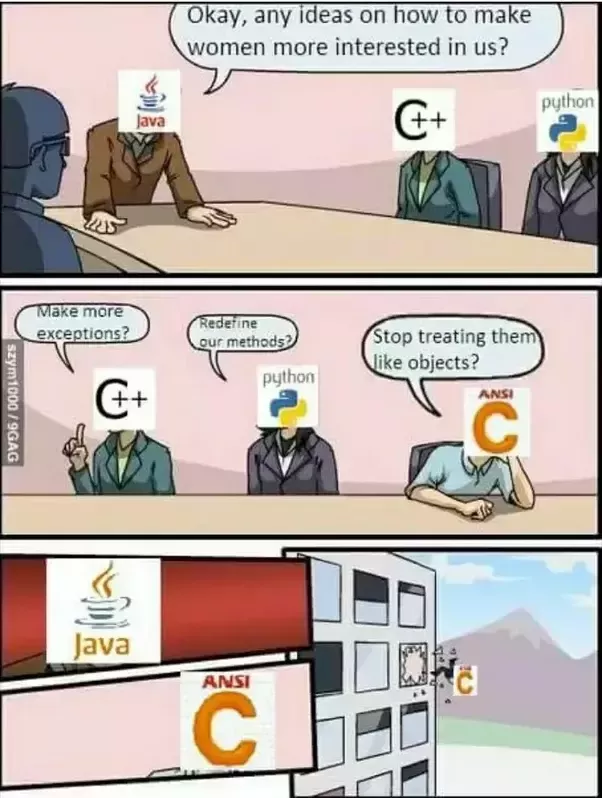 Okay, any ideas on how to make
women more interested in us?
Java
C++
python
Make more
exceptions?
Redefine
our methods?
Stop treating them
like objects?
C++
python
ANSI
C
szym1000 / 9GAG
Java
ANSI
C
C